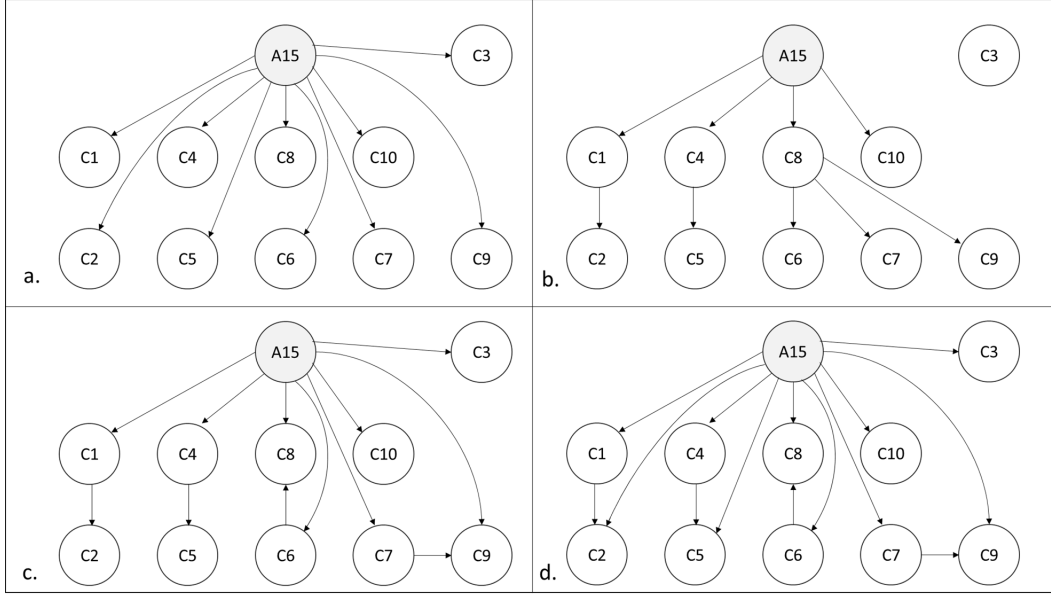 A15 C3
C1 C4 C8 C10
C2 C5 C6 C7 C9
a.
A15 C3
C1 C4 C8 C10
C2 C5 C6 C7 C9
b.
A15 C3
C1 C4 C8 C10
C2 C5 C6 C7 C9
c.
A15 C3
C1 C4 C8 C10
C2 C5 C6 C7 C9
d.